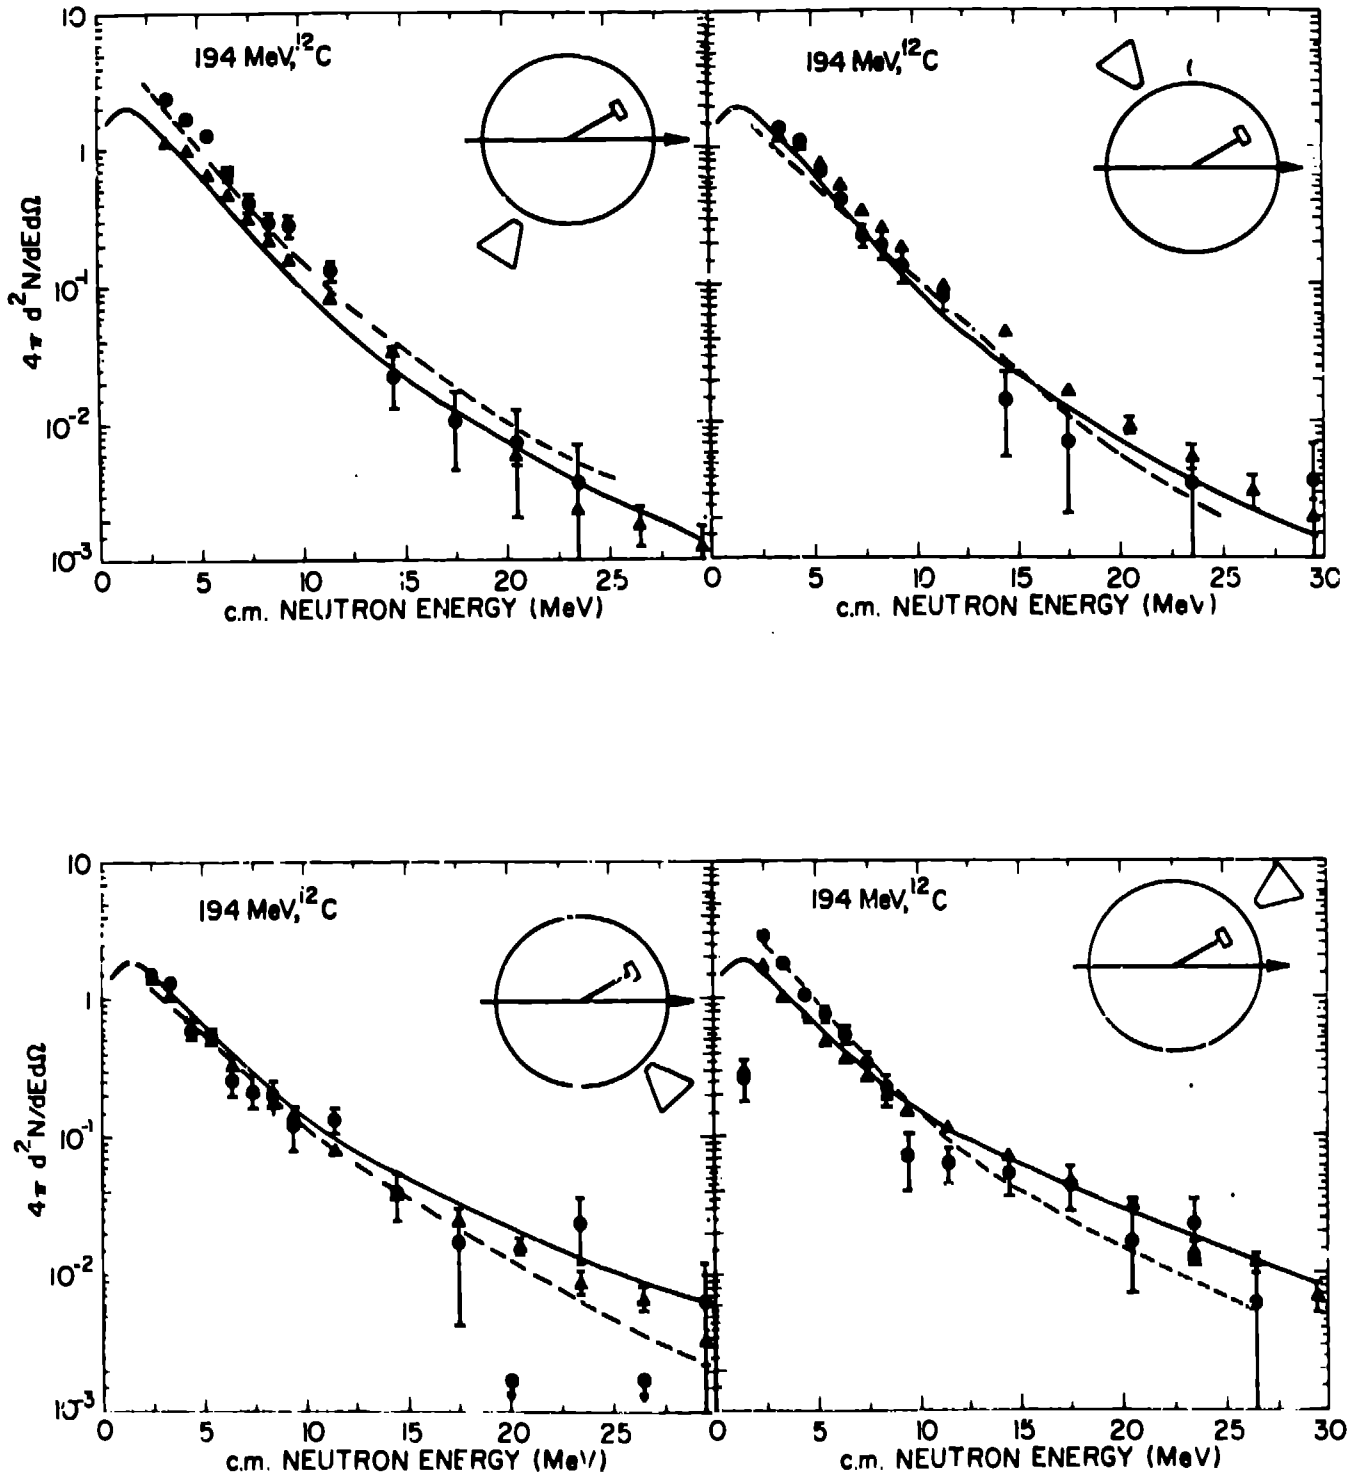 10
1
10⁻¹
10⁻²
10⁻³
4π d²N/dEdΩ
194 MeV, ¹²C
0 5 10 15 20 25
c.m. NEUTRON ENERGY (MeV)
194 MeV, ¹²C
0 5 10 15 20 25 30
c.m. NEUTRON ENERGY (MeV)
10
1
10⁻¹
10⁻²
10⁻³
4π d²N/dEdΩ
194 MeV, ¹²C
0 5 10 15 20 25
c.m. NEUTRON ENERGY (MeV)
194 MeV, ¹²C
0 5 10 15 20 25 30
c.m. NEUTRON ENERGY (MeV)